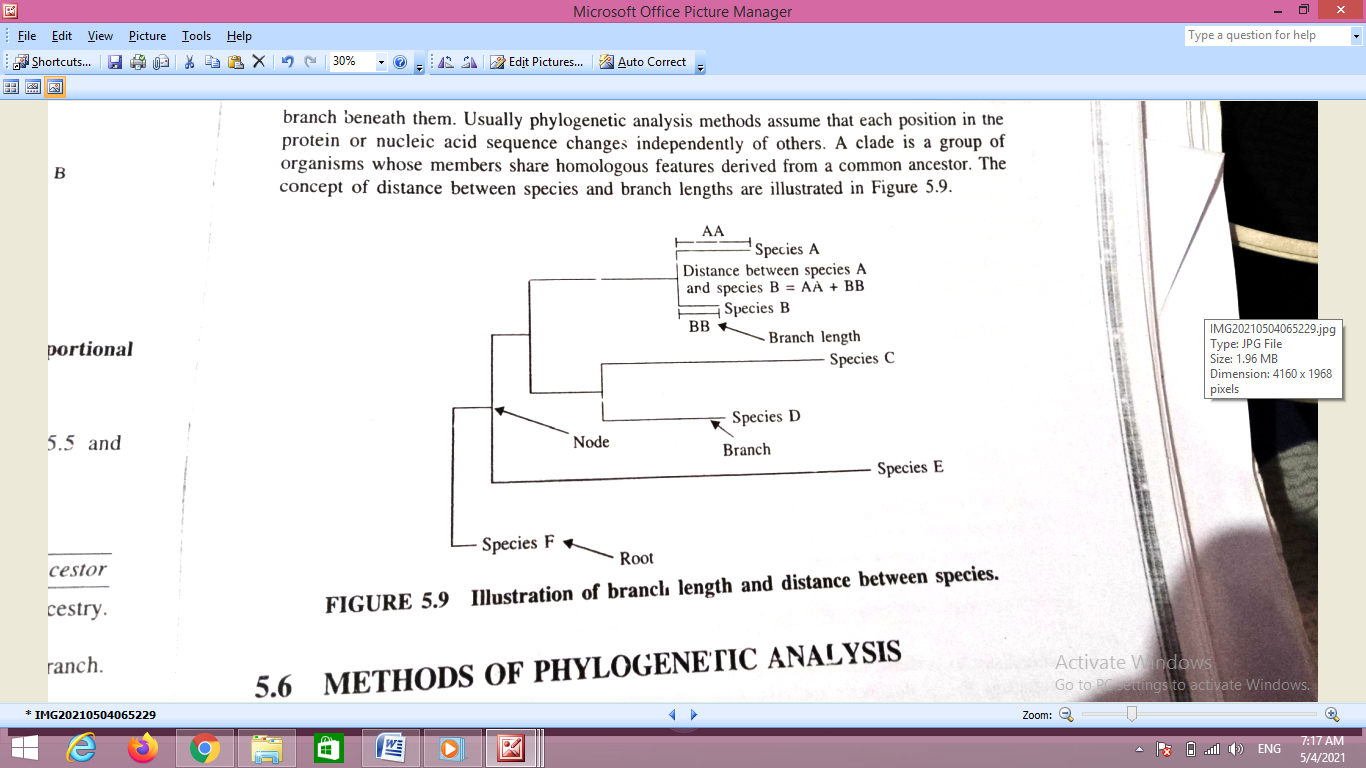 Microsoft Office Picture Manager
File Edit View Picture Tools Help
Type a question for help
Shortcuts... 30% Edit Pictures... Auto Correct
branch beneath them. Usually phylogenetic analysis methods assume that each position in the
protein or nucleic acid sequence changes independently of others. A clade is a group of
organisms whose members share homologous features derived from a common ancestor. The
concept of distance between species and branch lengths are illustrated in Figure 5.9.
B
portional
5.5 and
cestor
cestry.
ranch.
AA
Species A
Distance between species A
and species B = AA + BB
Species B
BB
Branch length
Species C
Species D
Node
Branch
Species E
Species F
Root
FIGURE 5.9 Illustration of branch length and distance between species.
5.6 METHODS OF PHYLOGENETIC ANALYSIS
IMG20210504065229.jpg
Type: JPG File
Size: 1.96 MB
Dimension: 4160 x 1968
pixels
Activate Windows
Go to PC settings to activate Windows.
* IMG20210504065229
Zoom:
ENG
7:17 AM
5/4/2021